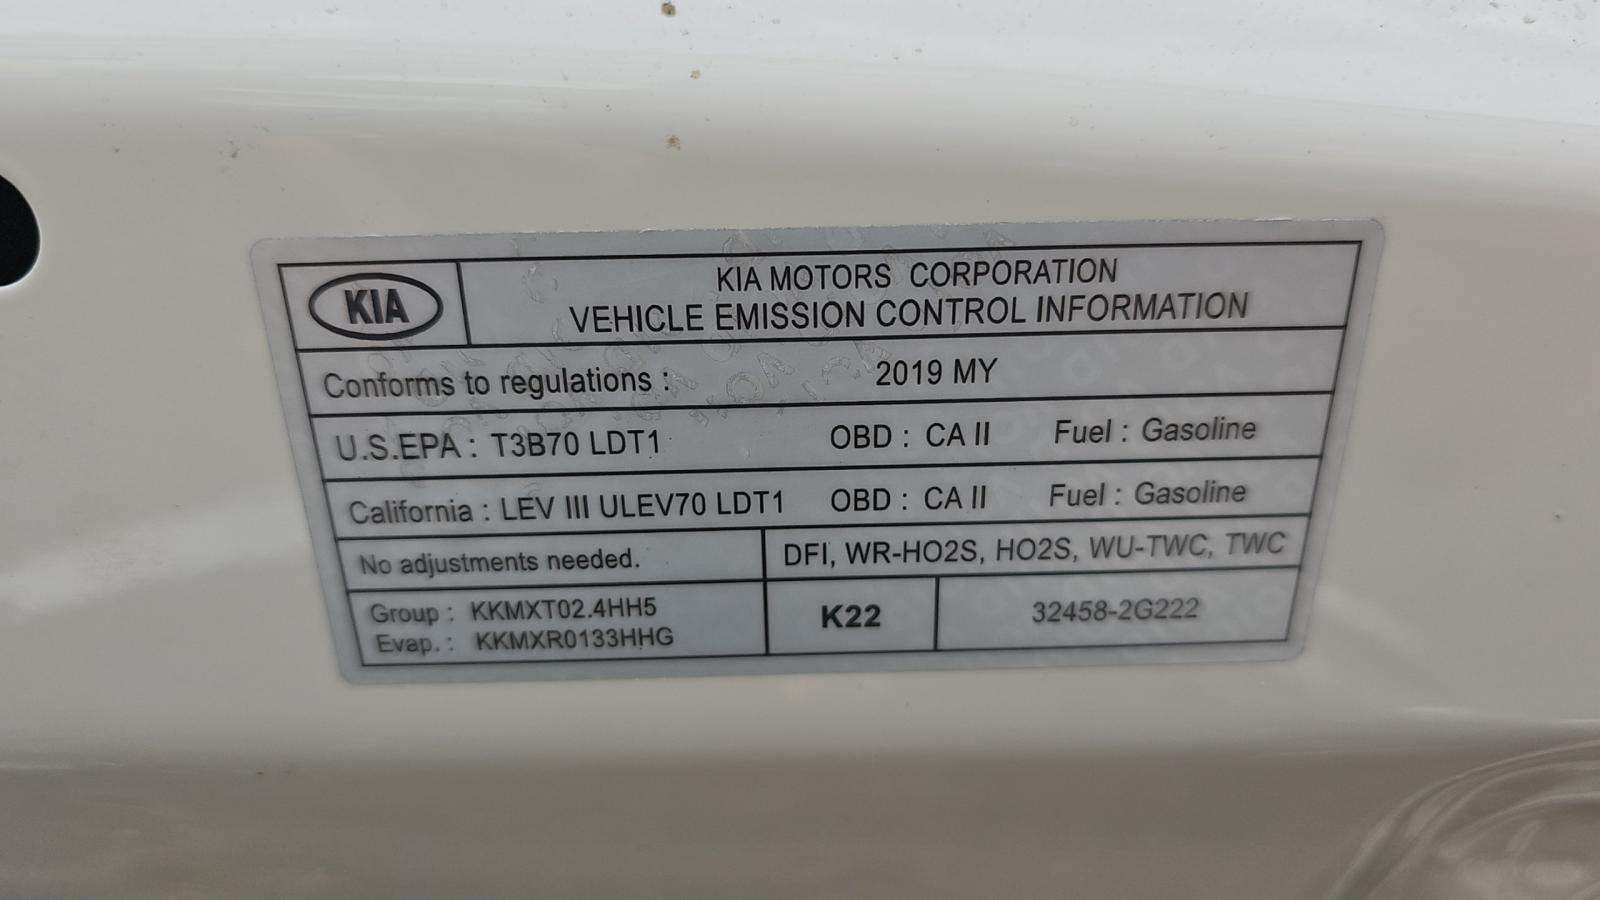 KIA
KIA MOTORS CORPORATION
VEHICLE EMISSION CONTROL INFORMATION
Conforms to regulations : 2019 MY
U.S.EPA : T3B70 LDT1 OBD : CA II Fuel : Gasoline
California : LEV III ULEV70 LDT1 OBD : CA II Fuel : Gasoline
No adjustments needed. DFI, WR-HO2S, HO2S, WU-TWC, TWC
Group : KKMXT02.4HH5
Evap. : KKMXR0133HHG
K22
32458-2G222